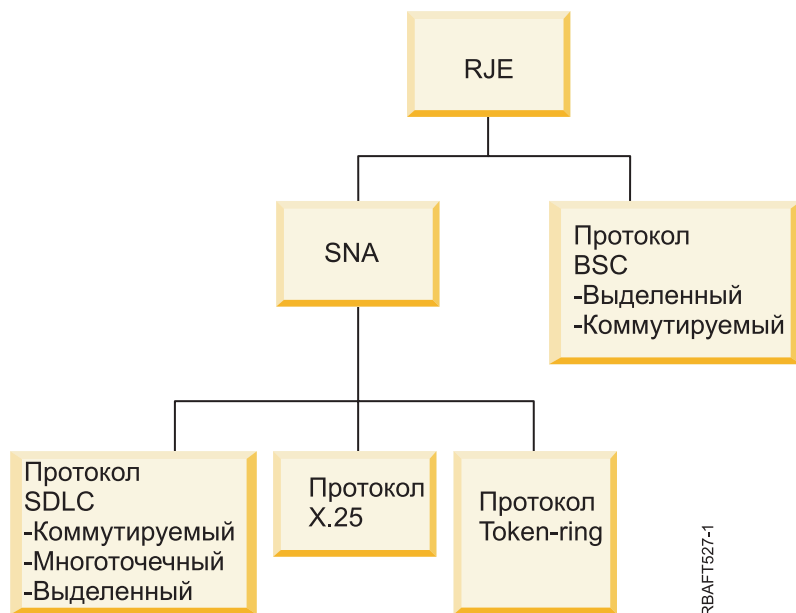 RJE
SNA
Протокол
BSC
-Выделенный
-Коммутируемый
Протокол
SDLC
-Коммутируемый
-Многоточечный
-Выделенный
Протокол
X.25
Протокол
Token-ring
RBAFT527-1